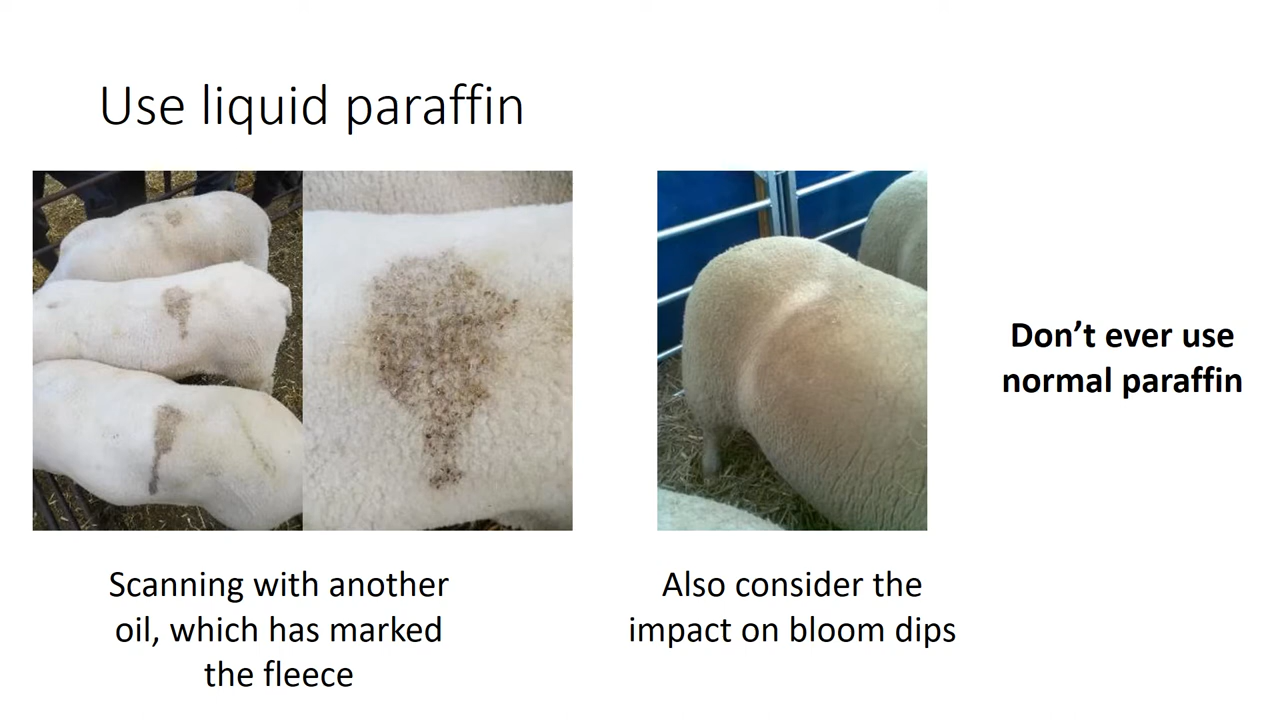 Use liquid paraffin
Don’t ever use
normal paraffin
Scanning with another
oil, which has marked
the fleece
Also consider the
impact on bloom dips